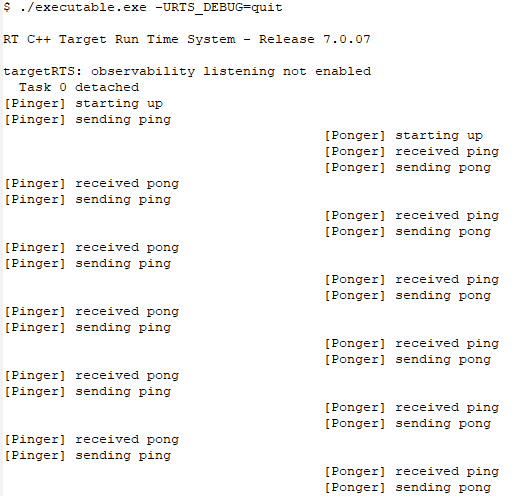 $ ./executable.exe -URTS_DEBUG=quit
RT C++ Target Run Time System - Release 7.0.07
targetRTS: observability listening not enabled
Task 0 detached
[Pinger] starting up
[Pinger] sending ping
[Ponger] starting up
[Ponger] received ping
[Ponger] sending pong
[Pinger] received pong
[Pinger] sending ping
[Ponger] received ping
[Ponger] sending pong
[Pinger] received pong
[Pinger] sending ping
[Ponger] received ping
[Ponger] sending pong
[Pinger] received pong
[Pinger] sending ping
[Ponger] received ping
[Ponger] sending pong
[Pinger] received pong
[Pinger] sending ping
[Ponger] received ping
[Ponger] sending pong
[Pinger] received pong
[Pinger] sending ping
[Ponger] received ping
[Ponger] sending pong